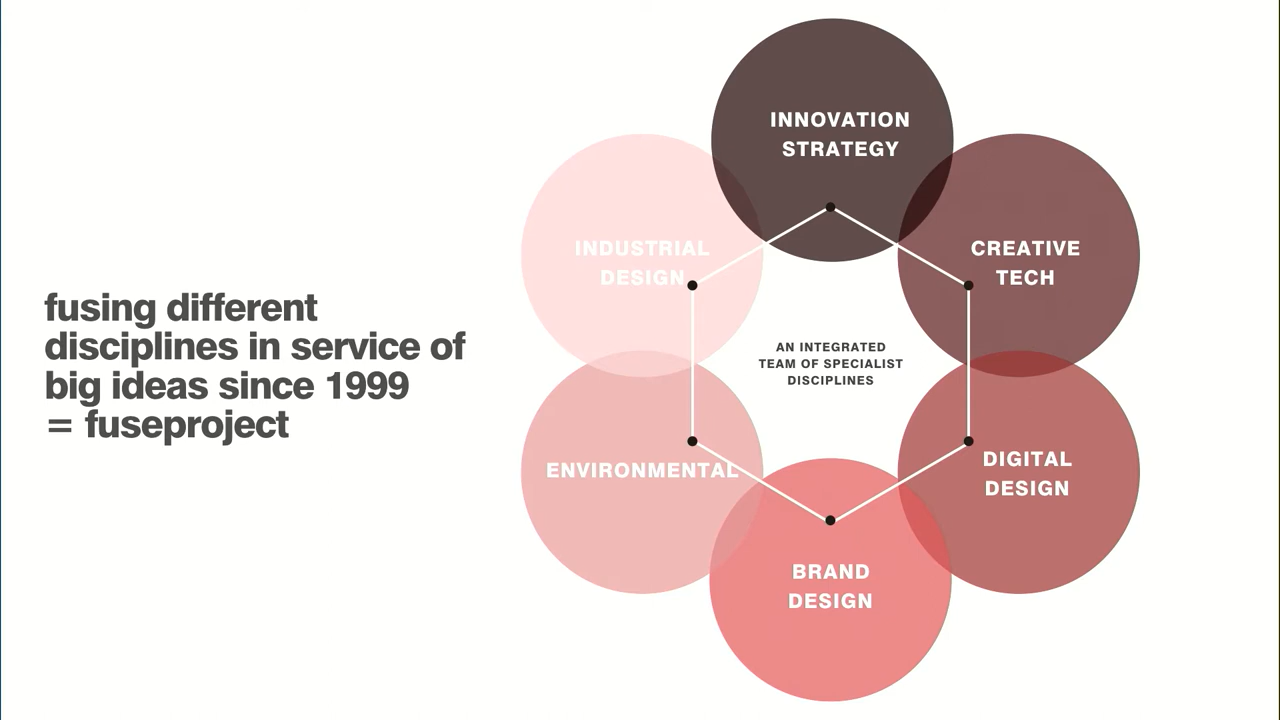 fusing different
disciplines in service of
big ideas since 1999
= fuseproject
INNOVATION
STRATEGY
INDUSTRIAL
DESIGN
CREATIVE
TECH
AN INTEGRATED
TEAM OF SPECIALIST
DISCIPLINES
ENVIRONMENTAL
DIGITAL
DESIGN
BRAND
DESIGN